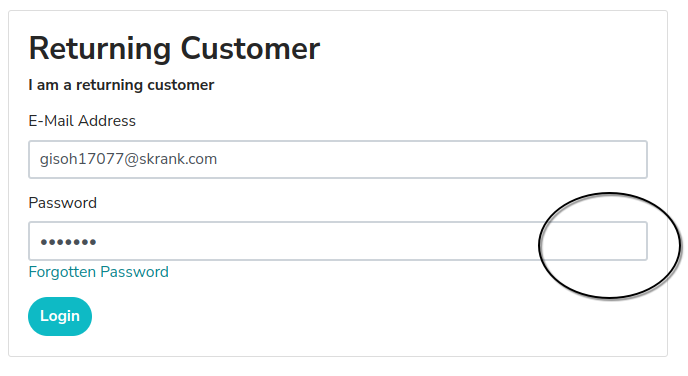 Returning Customer
I am a returning customer
E-Mail Address
gisoh17077@skrank.com
Password
•••••••
Forgotten Password
Login